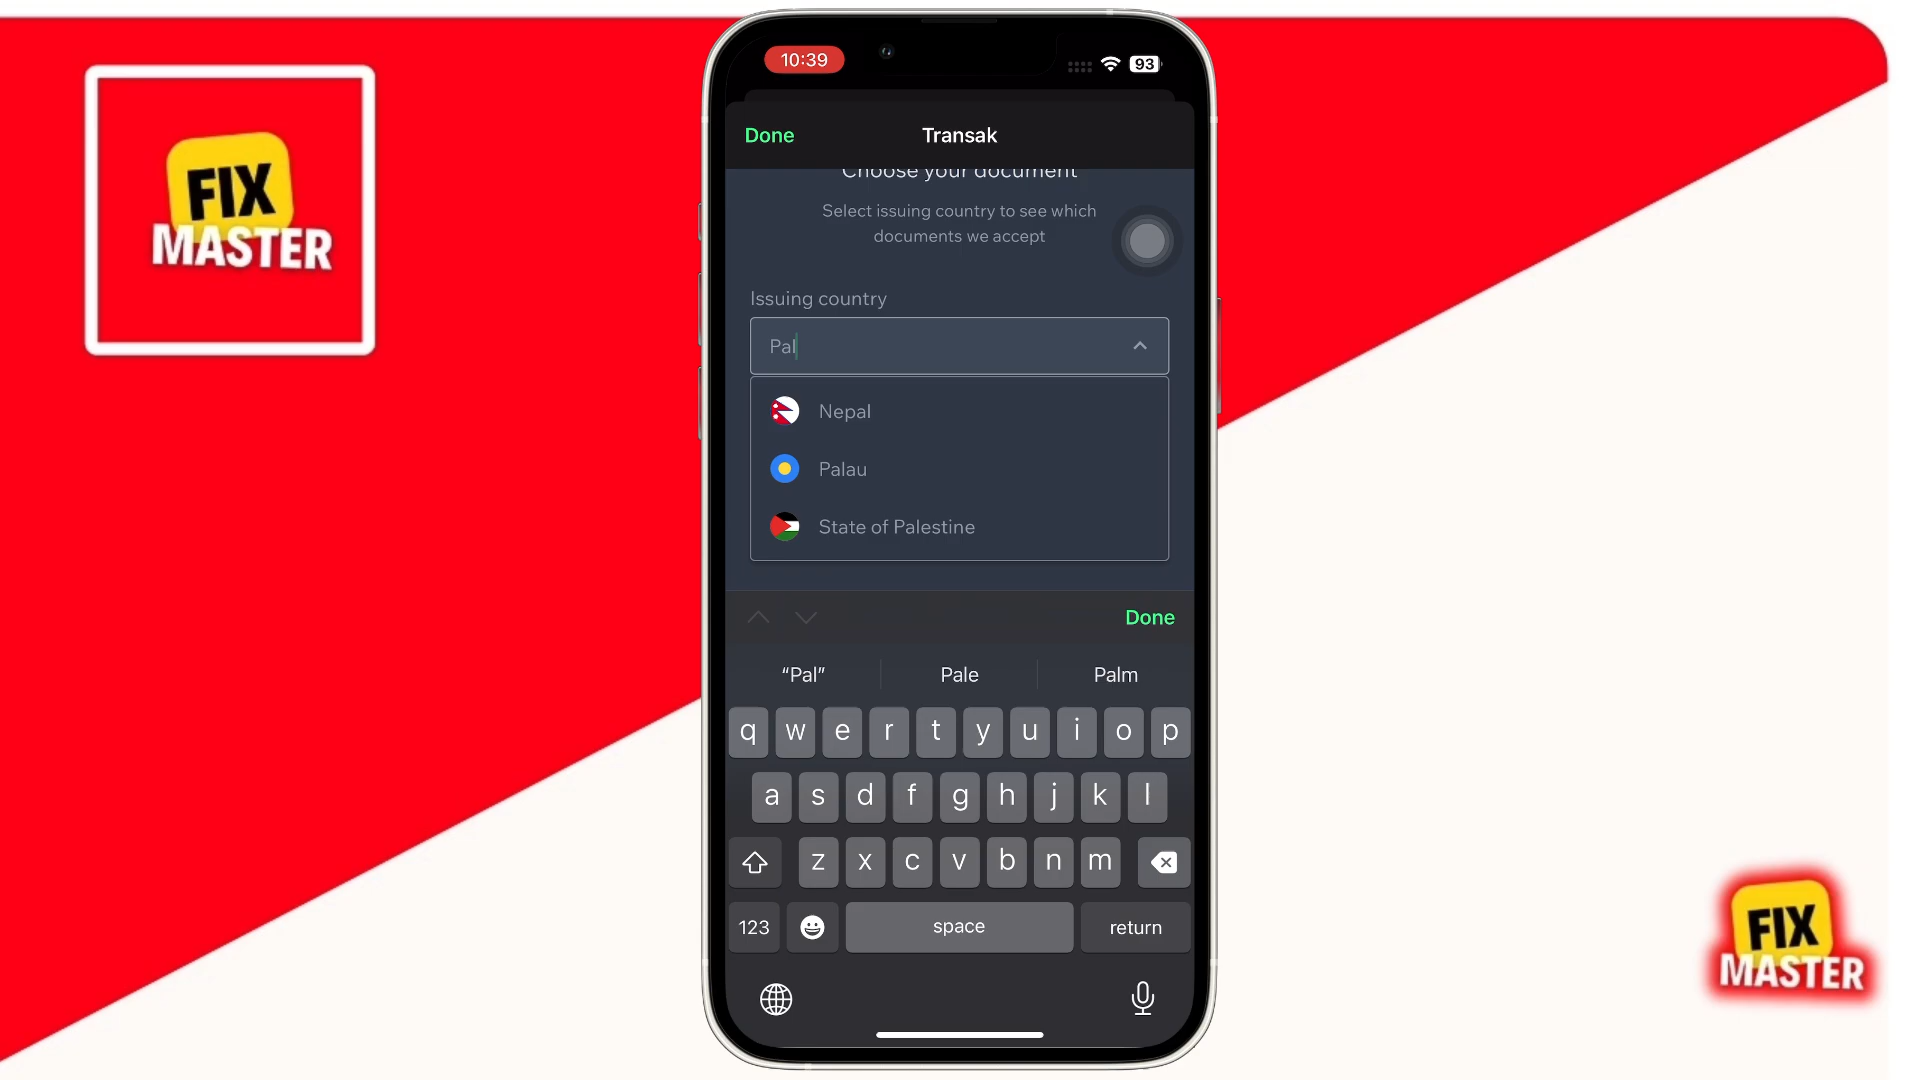 FIX
MASTER
10:39
93
Done
Transak
Choose your document
Select issuing country to see which
documents we accept
Issuing country
Pal
Nepal
Palau
State of Palestine
Done
“Pal”
Pale
Palm
q w e r t y u i o p
a s d f g h j k l
z x c v b n m
123
space
return
FIX
MASTER